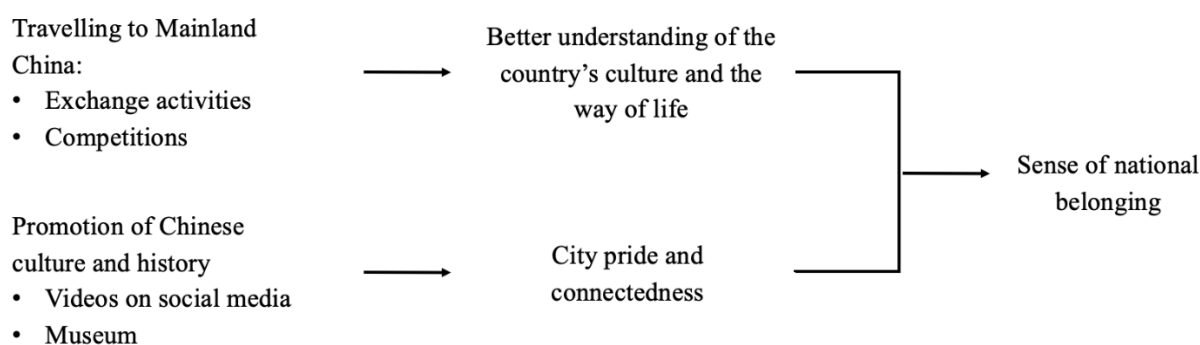 Travelling to Mainland
China:
• Exchange activities
• Competitions
Better understanding of the
country’s culture and the
way of life
Promotion of Chinese
culture and history
• Videos on social media
• Museum
City pride and
connectedness
Sense of national
belonging